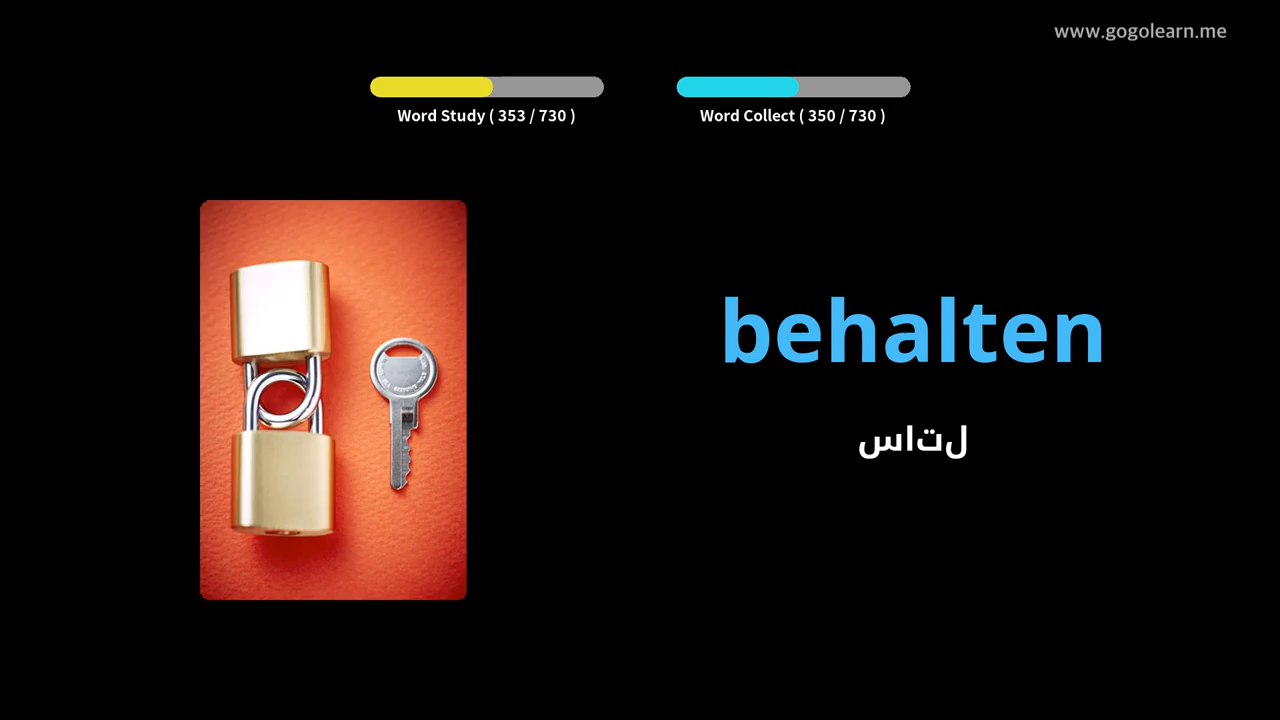 www.gogolearn.me
Word Study ( 353 / 730 )
Word Collect ( 350 / 730 )
behalten
لتاس